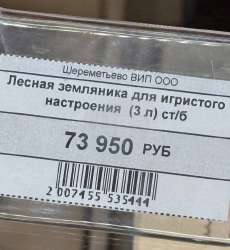 Шереметьево ВИП ООО
Лесная земляника для игристого
настроения (3 л) ст/б
73 950 РУБ
2 007455 535444